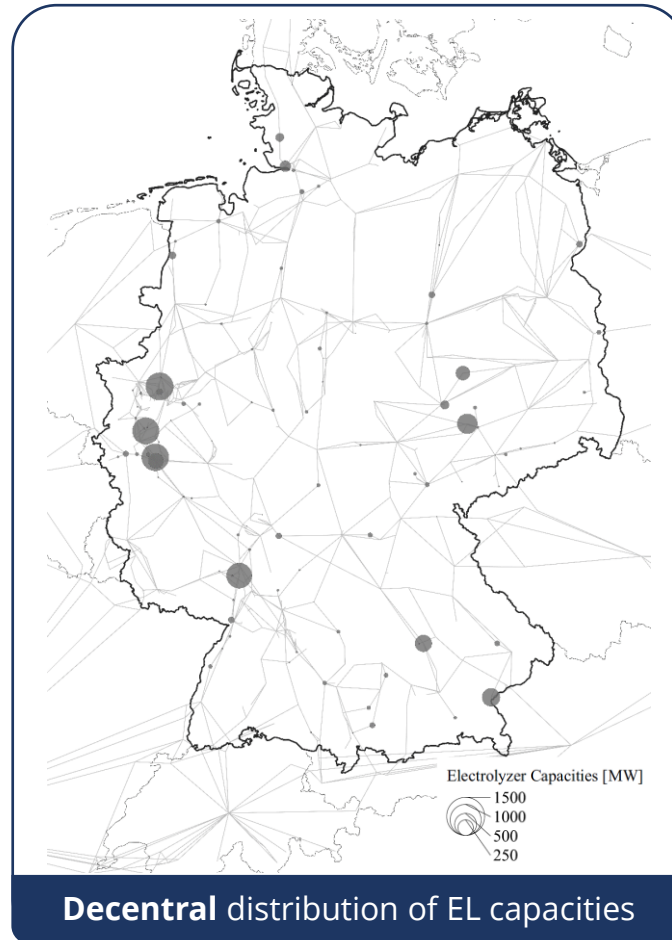 Electrolyzer Capacities [MW]
1500
1000
500
250
Decentral distribution of EL capacities